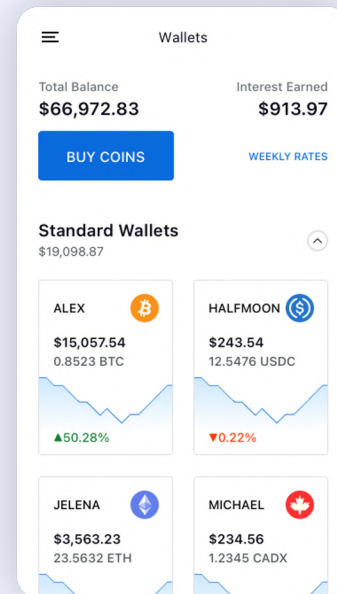 Wallets
Total Balance
Interest Earned
$66,972.83
$913.97
BUY COINS
WEEKLY RATES
Standard Wallets
$19,098.87
ALEX
$15,057.54
0.8523 BTC
▲50.28%
HALFMOON
$243.54
12.5476 USDC
▼0.22%
JELENA
$3,563.23
23.5632 ETH
MICHAEL
$234.56
1.2345 CADX